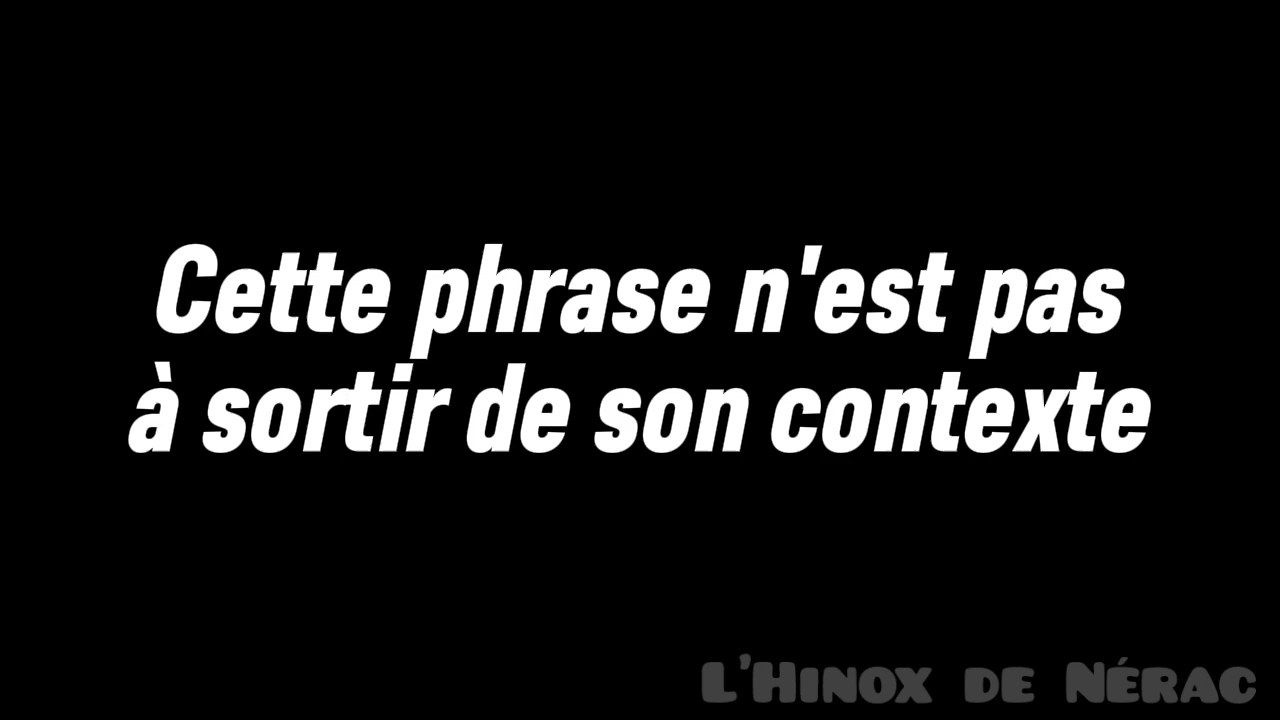 Cette phrase n'est pas
à sortir de son contexte
L'Hinox de Nérac